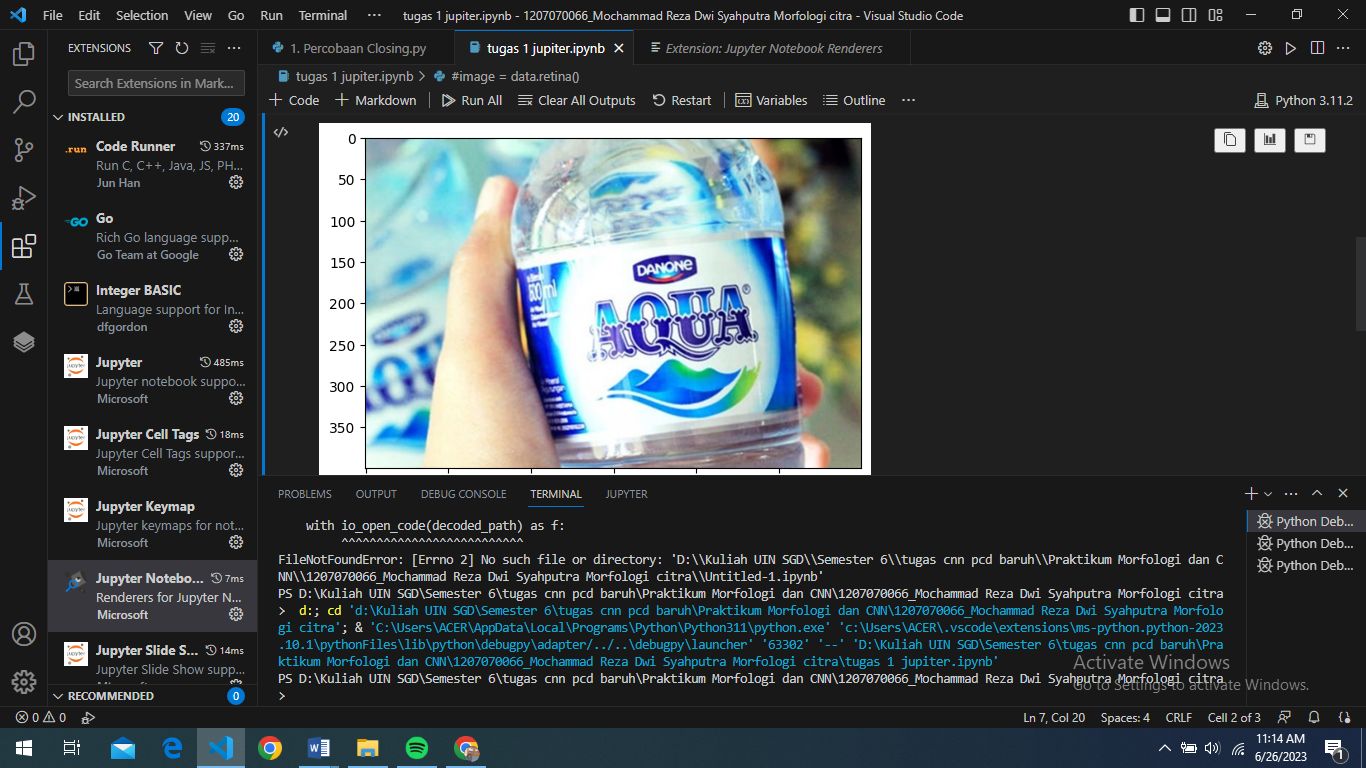 File Edit Selection View Go Run Terminal ··· tugas 1 jupiter.ipynb - 1207070066_Mochammad Reza Dwi Syahputra Morfologi citra - Visual Studio Code
EXTENSIONS
Search Extensions in Mark...
INSTALLED 20
.run Code Runner 337ms
Run C, C++, Java, JS, PH...
Jun Han
GO Go
Rich Go language supp...
Go Team at Google
Integer BASIC
Language support for In...
dfgordon
Jupyter 485ms
Jupyter notebook suppo...
Microsoft
Jupyter Cell Tags 18ms
Jupyter Cell Tags suppor...
Microsoft
Jupyter Keymap
Jupyter keymaps for not...
Microsoft
Jupyter Notebo... 7ms
Renderers for Jupyter N...
Microsoft
Jupyter Slide S... 14ms
Jupyter Slide Show supp...
RECOMMENDED 0
1. Percobaan Closing.py tugas 1 jupiter.ipynb Extension: Jupyter Notebook Renderers
tugas 1 jupiter.ipynb > #image = data.retina()
+ Code + Markdown Run All Clear All Outputs Restart Variables Outline ··· Python 3.11.2
0
50
100
150
200
250
300
350
DANONE
AQUA®
600 ml
AQUA
PROBLEMS OUTPUT DEBUG CONSOLE TERMINAL JUPYTER
with io_open_code(decoded_path) as f:
^^^^^^^^^^^^^^^^^^^^^^^^^^
FileNotFoundError: [Errno 2] No such file or directory: 'D:\\Kuliah UIN SGD\\Semester 6\\tugas cnn pcd baruh\\Praktikum Morfologi dan C
NN\\1207070066_Mochammad Reza Dwi Syahputra Morfologi citra\\Untitled-1.ipynb'
PS D:\Kuliah UIN SGD\Semester 6\tugas cnn pcd baruh\Praktikum Morfologi dan CNN\1207070066_Mochammad Reza Dwi Syahputra Morfologi citra
> d:; cd 'd:\Kuliah UIN SGD\Semester 6\tugas cnn pcd baruh\Praktikum Morfologi dan CNN\1207070066_Mochammad Reza Dwi Syahputra Morfolo
gi citra'; & 'C:\Users\ACER\AppData\Local\Programs\Python\Python311\python.exe' 'c:\Users\ACER\.vscode\extensions\ms-python.python-2023
.10.1\pythonFiles\lib\python\debugpy\adapter/../..\debugpy\launcher' '63302' '--' 'D:\Kuliah UIN SGD\Semester 6\tugas cnn pcd baruh\Pra
ktikum Morfologi dan CNN\1207070066_Mochammad Reza Dwi Syahputra Morfologi citra\tugas 1 jupiter.ipynb'
PS D:\Kuliah UIN SGD\Semester 6\tugas cnn pcd baruh\Praktikum Morfologi dan CNN\1207070066_Mochammad Reza Dwi Syahputra Morfologi citra
>
Python Deb...
Python Deb...
Python Deb...
Activate Windows
Go to Settings to activate Windows.
0 0 Ln 7, Col 20 Spaces: 4 CRLF Cell 2 of 3
11:14 AM
6/26/2023
1